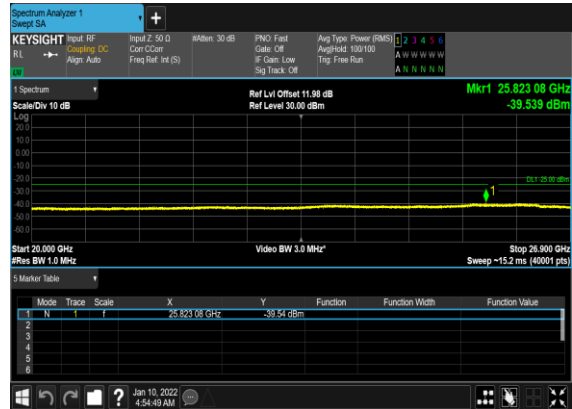 Spectrum Analyzer 1
Swept SA
+
KEYSIGHT Input: RF Input Z: 50 Ω #Atten: 30 dB PNO: Fast Avg Type: Power (RMS) 1 2 3 4 5 6
RL Coupling: DC Corr CCorr Gate: Off Avg|Hold: 100/100 A W W W W W
Align: Auto Freq Ref: Int (S) IF Gain: Low Trig: Free Run A N N N N N
Sig Track: Off
1 Spectrum Ref Lvl Offset 11.98 dB Mkr1 25.823 08 GHz
Scale/Div 10 dB Ref Level 30.00 dBm -39.539 dBm
Log
20.0
10.0
0.00
-10.0
-20.0 DL1 -25.00 dBm
-30.0 1
-40.0
-50.0
-60.0
Start 20.000 GHz Video BW 3.0 MHz* Stop 26.900 GHz
#Res BW 1.0 MHz Sweep ~15.2 ms (40001 pts)
5 Marker Table
Mode Trace Scale X Y Function Function Width Function Value
1 N 1 f 25.823 08 GHz -39.54 dBm
2
3
4
5
6
? Jan 10, 2022
4:54:49 AM